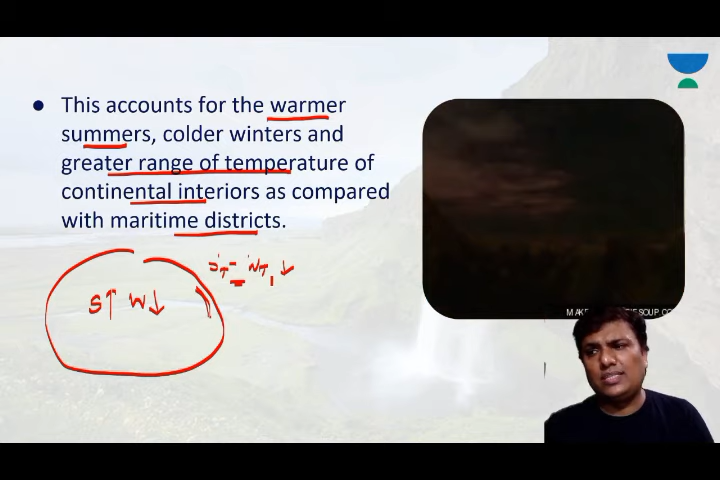 ● This accounts for the warmer
summers, colder winters and
greater range of temperature of
continental interiors as compared
with maritime districts.
S↑ W↓